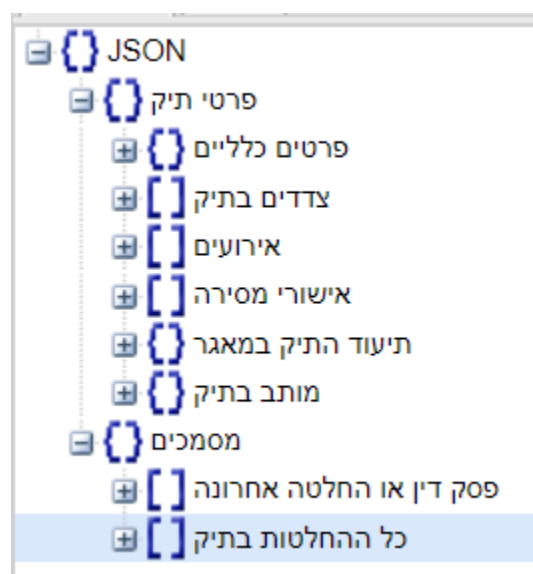 JSON
פרטי תיק
פרטים כלליים
צדדים בתיק
אירועים
אישורי מסירה
תיעוד התיק במאגר
מותב בתיק
מסמכים
פסק דין או החלטה אחרונה
כל ההחלטות בתיק